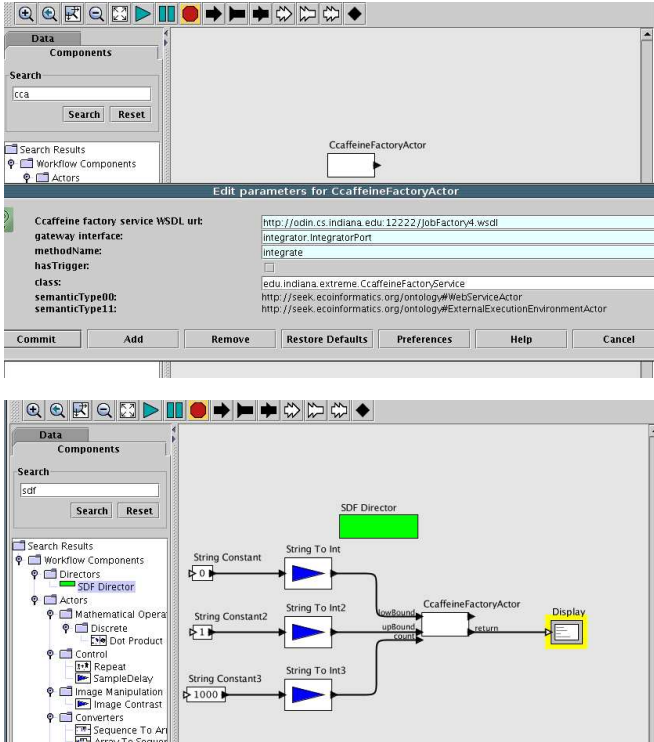 Data
Components
Search
cca
Search Reset
Search Results
Workflow Components
Actors
CcaffeineFactoryActor
Edit parameters for CcaffeineFactoryActor
Ccaffeine factory service WSDL url: http://odin.cs.indiana.edu:12222/JobFactory4.wsdl
gateway interface: integrator.IntegratorPort
methodName: integrate
hasTrigger:
class: edu.indiana.extreme.CcaffeineFactoryService
semanticType00: http://seek.ecoinformatics.org/ontology#WebServiceActor
semanticType11: http://seek.ecoinformatics.org/ontology#ExternalExecutionEnvironmentActor
Commit Add Remove Restore Defaults Preferences Help Cancel
Data
Components
Search
sdf
Search Reset
Search Results
Workflow Components
Directors
SDF Director
Actors
Mathematical Opera
Discrete
Dot Product
Control
Repeat
SampleDelay
Image Manipulation
Image Contrast
Converters
Sequence To Arr
Array To Sequen
SDF Director
String Constant
0
String To Int
String Constant2
1
String To Int2
String Constant3
1000
String To Int3
lowBound
upBound
count
CcaffeineFactoryActor
return
Display